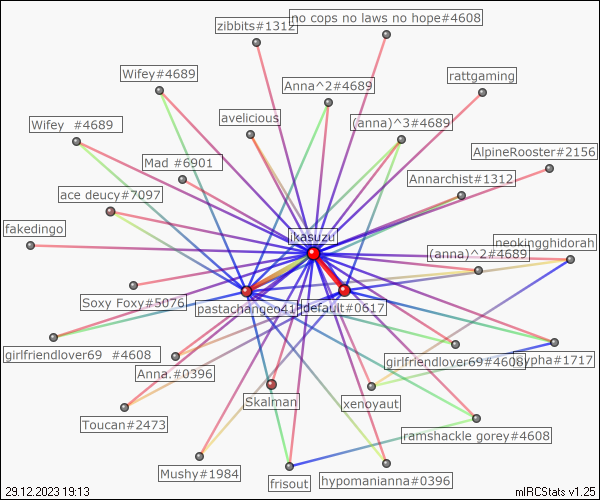 no cops no laws no hope#4608
zibbits#1312
Wifey#4689
rattgaming
Anna^2#4689
avelicious
(anna)^3#4689
Wifey  #4689
Mad #6901
AlpineRooster#2156
Annarchist#1312
ace deucy#7097
fakedingo
ikasuzu
neokingghidorah
(anna)^2#4689
Soxy Foxy#5076
pastachangeo41
default#0617
girlfriendlover69  #4608
girlfriendlover69#4608
ypha#1717
Anna.#0396
Skalman
xenoyaut
Toucan#2473
ramshackle gorey#4608
Mushy#1984
frisout
hypomanianna#0396
29.12.2023 19:13
mIRCStats v1.25